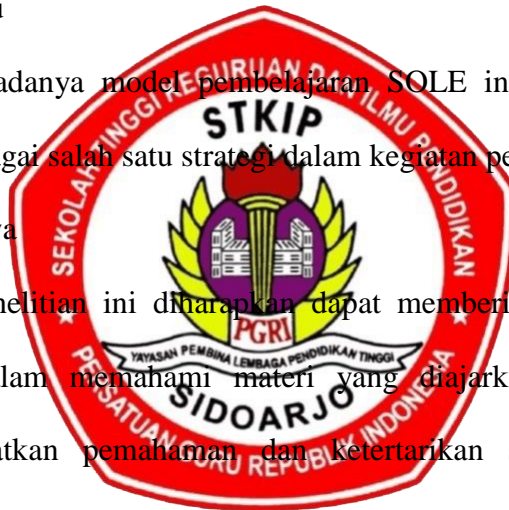 u
adanya model pembelajaran SOLE in
gai salah satu strategi dalam kegiatan pe
ya
nelitian ini diharapkan dapat memberi
lam memahami materi yang diajark
atkan pemahaman dan ketertarikan
SEKOLAH TINGGI KEGURUAN DAN ILMU PENDIDIKAN
STKIP
PGRI
YAYASAN PEMBINA LEMBAGA PENDIDIKAN TINGGI
SIDOARJO
PERSATUAN GURU REPUBLIK INDONESIA